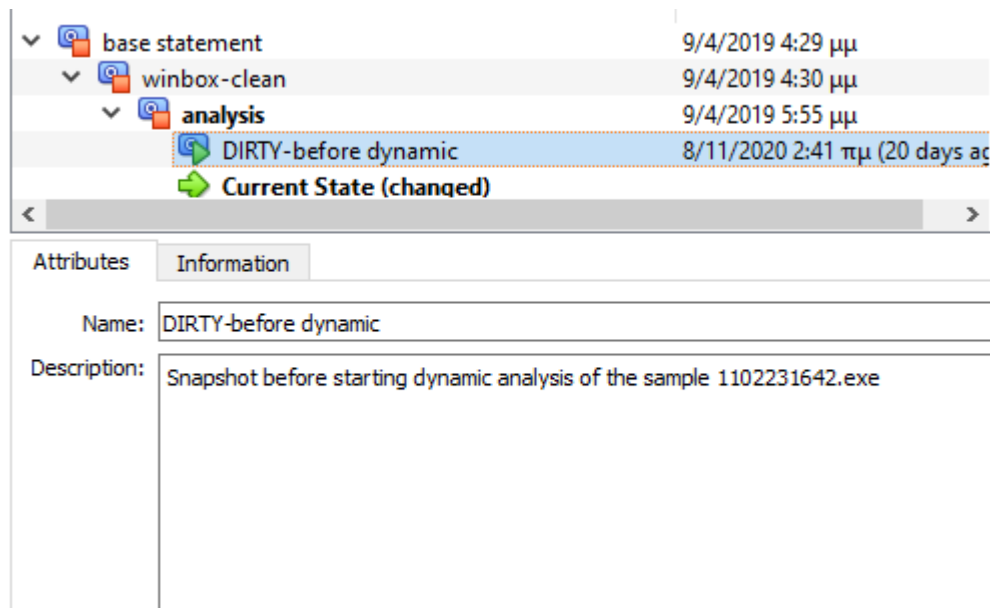 base statement 9/4/2019 4:29 μμ
winbox-clean 9/4/2019 4:30 μμ
analysis 9/4/2019 5:55 μμ
DIRTY-before dynamic 8/11/2020 2:41 πμ (20 days ag
Current State (changed)
Attributes Information
Name: DIRTY-before dynamic
Description: Snapshot before starting dynamic analysis of the sample 1102231642.exe